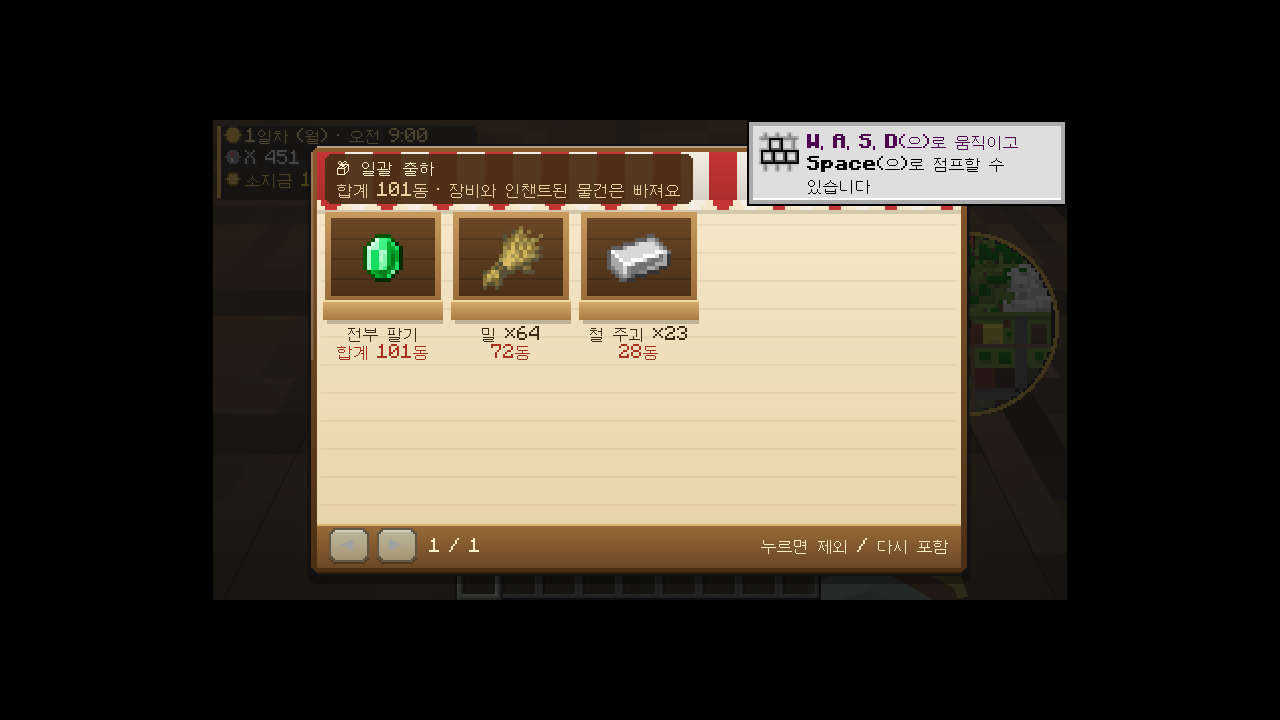 1일차 (월) · 오전 9:00
X 451
소지금 1
일괄 출하
합계 101동 · 장비와 인챈트된 물건은 빠져요
W, A, S, D(으)로 움직이고
Space(으)로 점프할 수
있습니다
전부 팔기
합계 101동
밀 ×64
72동
철 주괴 ×23
28동
1 / 1
누르면 제외 / 다시 포함